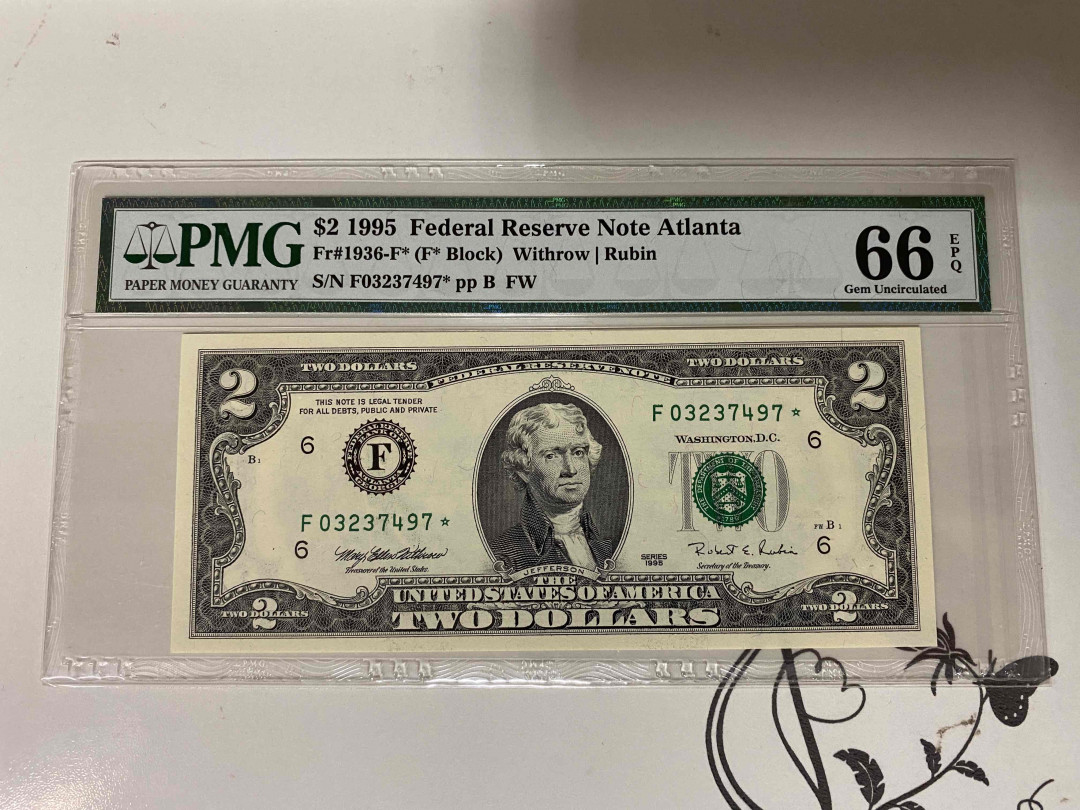 PMG
PAPER MONEY GUARANTY
$2 1995 Federal Reserve Note Atlanta
Fr#1936-F* (F* Block) Withrow | Rubin
S/N F03237497* pp B FW
66
EPQ
Gem Uncirculated
2
TWO DOLLARS
FEDERAL RESERVE NOTE
TWO DOLLARS
2
THIS NOTE IS LEGAL TENDER
FOR ALL DEBTS, PUBLIC AND PRIVATE
F 03237497 *
WASHINGTON, D.C.
6
6
B1
F
TWO
F 03237497 *
FW B 1
6
6
Treasurer of the United States.
SERIES
1995
Robert E. Rubin
Secretary of the Treasury.
JEFFERSON
THE
UNITED STATES OF AMERICA
TWO DOLLARS
2
TWO DOLLARS
2
TWO DOLLARS